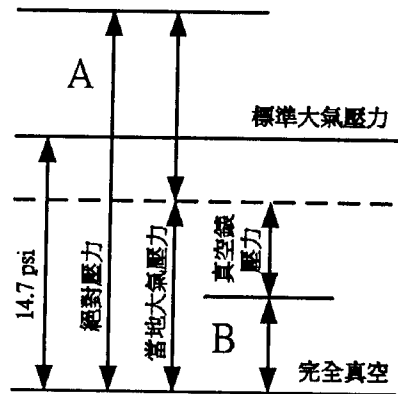 A
標準大氣壓力
14.7 psi
絕對壓力
當地大氣壓力
真空錶
壓力
B
完全真空